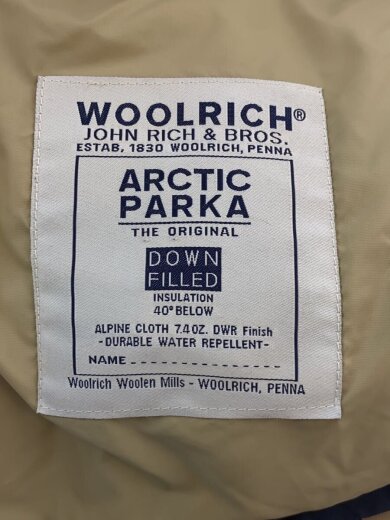 WOOLRICH®
JOHN RICH & BROS.
ESTAB, 1830 WOOLRICH, PENNA
ARCTIC
PARKA
THE ORIGINAL
DOWN
FILLED
INSULATION
40° BELOW
ALPINE CLOTH 7.4 OZ. DWR Finish
-DURABLE WATER REPELLENT-
NAME --------------
Woolrich Woolen Mills - WOOLRICH, PENNA